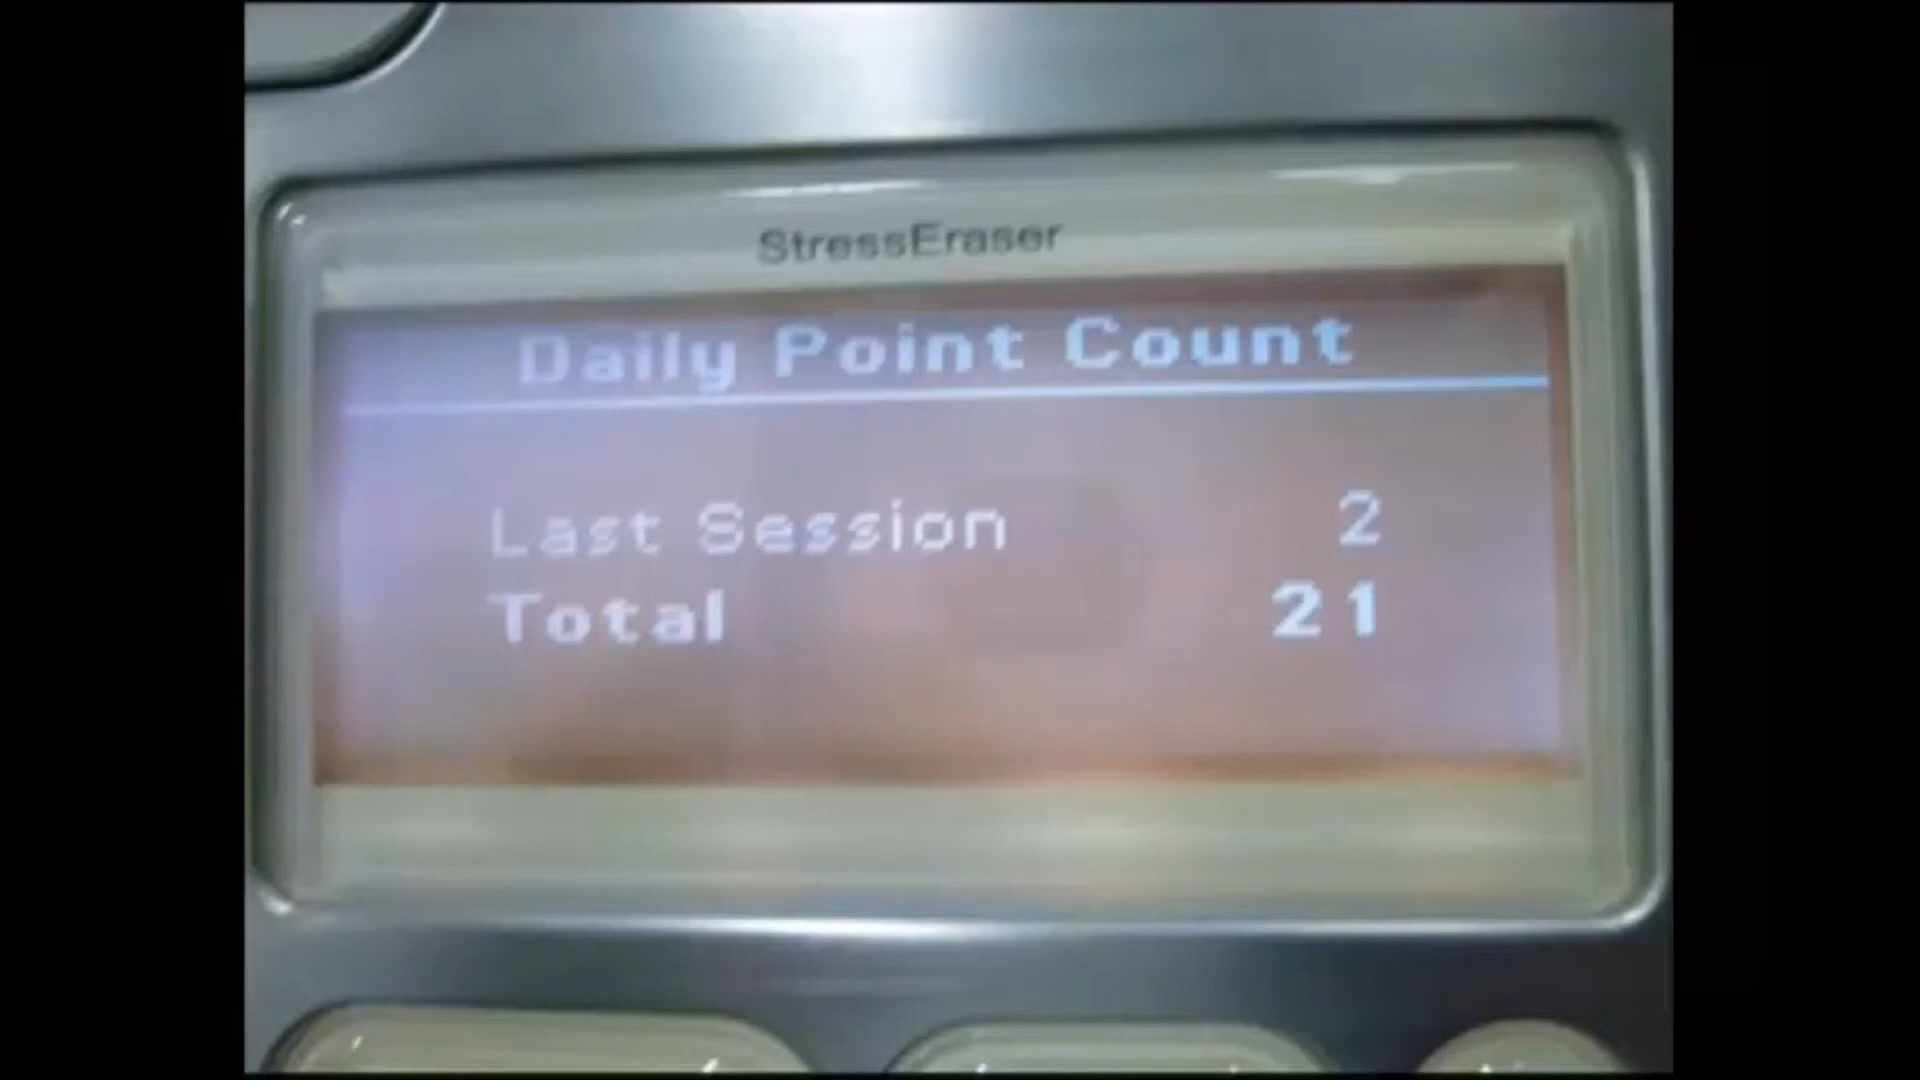 StressEraser
Daily Point Count
Last Session 2
Total 21